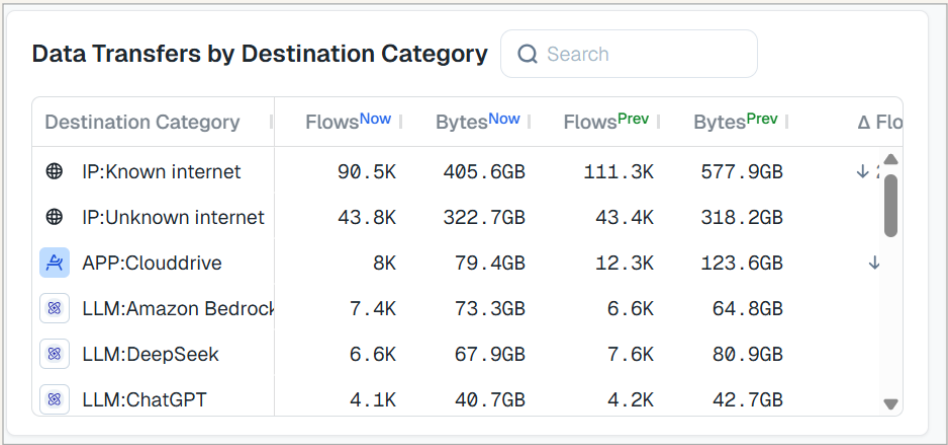 Data Transfers by Destination Category Search
Destination Category FlowsNow BytesNow FlowsPrev BytesPrev Δ Flo
IP:Known internet 90.5K 405.6GB 111.3K 577.9GB ↓
IP:Unknown internet 43.8K 322.7GB 43.4K 318.2GB
APP:Clouddrive 8K 79.4GB 12.3K 123.6GB ↓
LLM:Amazon Bedrock 7.4K 73.3GB 6.6K 64.8GB
LLM:DeepSeek 6.6K 67.9GB 7.6K 80.9GB
LLM:ChatGPT 4.1K 40.7GB 4.2K 42.7GB